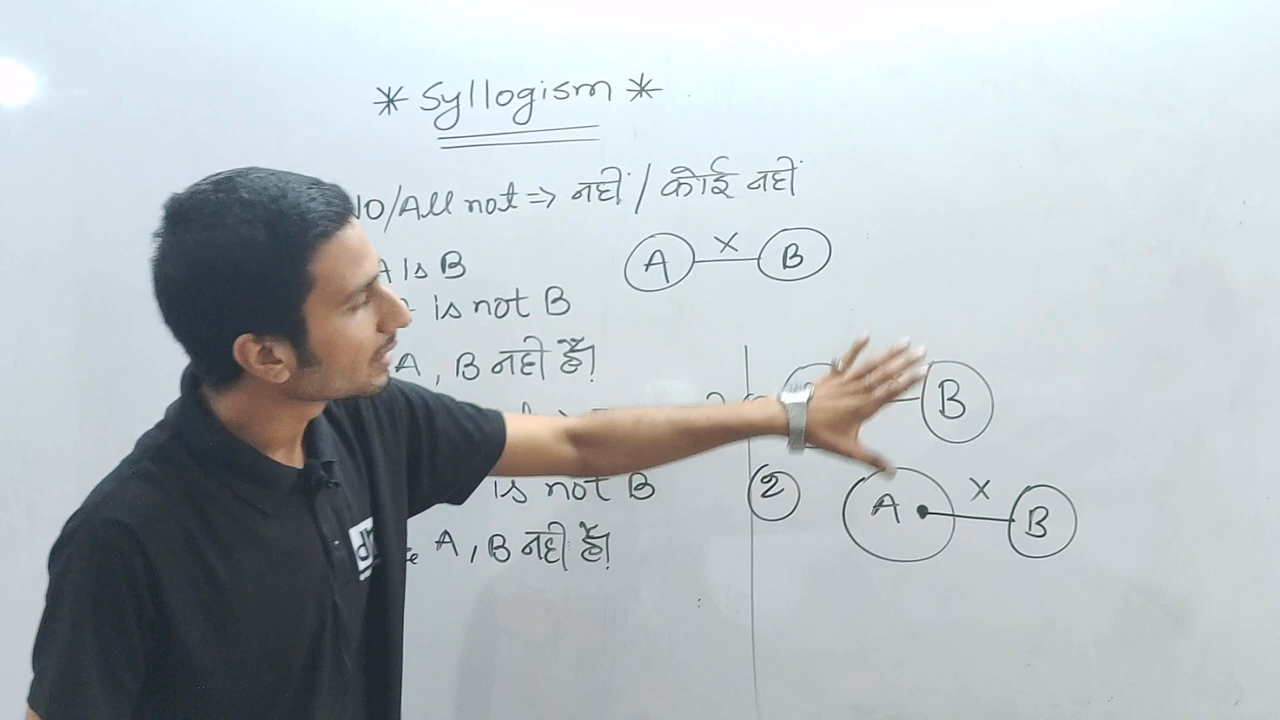 * Syllogism *
NO/All not => नही / कोई नही
A Is B
A X B
is not B
A, B नही हैं।
B
is not B
② A X B
A, B नही हैं।